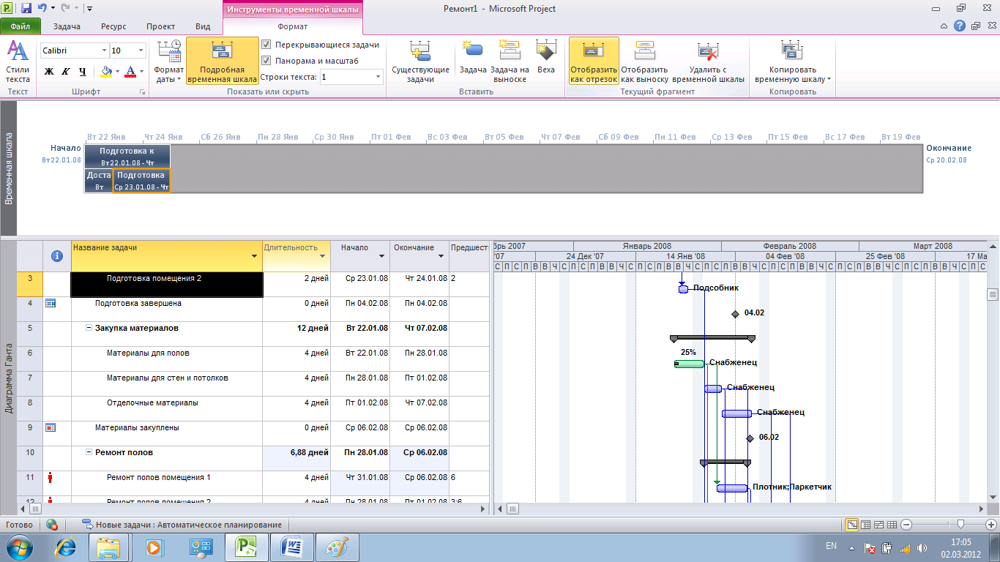 Инструменты временной шкалы
Ремонт1 - Microsoft Project
Файл Задача Ресурс Проект Вид Формат
Стили текста
Calibri 10
Ж К Ч А
Формат даты
Подробная временная шкала
Перекрывающиеся задачи
Панорама и масштаб
Строки текста: 1
Существующие задачи
Задача
Задача на выноске
Веха
Отобразить как отрезок
Отобразить как выноску
Удалить с временной шкалы
Копировать временную шкалу
Текст Шрифт Показать или скрыть Вставить Текущий фрагмент Копировать
Временная шкала
Вт 22 Янв Чт 24 Янв Сб 26 Янв Пн 28 Янв Ср 30 Янв Пт 01 Фев Вс 03 Фев Вт 05 Фев Чт 07 Фев Сб 09 Фев Пн 11 Фев Ср 13 Фев Пт 15 Фев Вс 17 Фев Вт 19 Фев
Начало
Вт 22.01.08
Подготовка к
Вт 22.01.08 - Чт
Доста
Вт
Подготовка
Ср 23.01.08 - Чт
Окончание
Ср 20.02.08
Диаграмма Ганта
Название задачи Длительность Начало Окончание Предшест
3 Подготовка помещения 2 2 дней Ср 23.01.08 Чт 24.01.08 2
4 Подготовка завершена 0 дней Пн 04.02.08 Пн 04.02.08
5 Закупка материалов 12 дней Вт 22.01.08 Чт 07.02.08
6 Материалы для полов 4 дней Вт 22.01.08 Пн 28.01.08
7 Материалы для стен и потолков 4 дней Пн 28.01.08 Пт 01.02.08
8 Отделочные материалы 4 дней Пт 01.02.08 Чт 07.02.08
9 Материалы закуплены 0 дней Ср 06.02.08 Ср 06.02.08
10 Ремонт полов 6,88 дней Пн 28.01.08 Ср 06.02.08
11 Ремонт полов помещения 1 4 дней Чт 31.01.08 Ср 06.02.08 6
12 Ремонт полов помещения 2 4 дней Пн 28.01.08 Пт 01.02.08 3;6
брь 2007 Январь 2008 Февраль 2008 Март 2008
'07 24 Дек '07 14 Янв '08 04 Фев '08 25 Фев '08 17 Ма
С П С П В В Ч С П С П В В Ч С П С П В В Ч С П С П В В Ч С П С П В В Ч С П С П В В Ч С П С П В В Ч С П С
Подсобник
04.02
25%
Снабженец
Снабженец
Снабженец
06.02
Плотник;Паркетчик
Готово Новые задачи : Автоматическое планирование
EN 17:05
02.03.2012